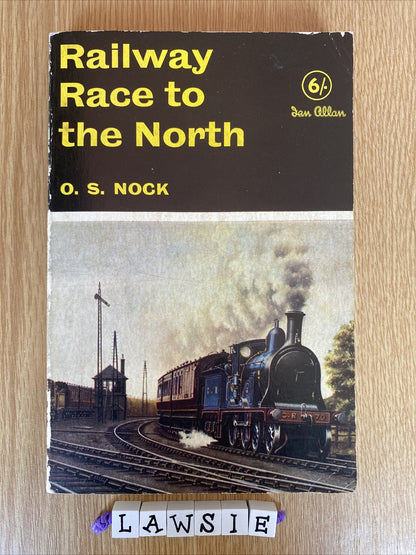 Railway
Race to
the North
6/-
Ian Allan
O. S. NOCK
LAWSIE